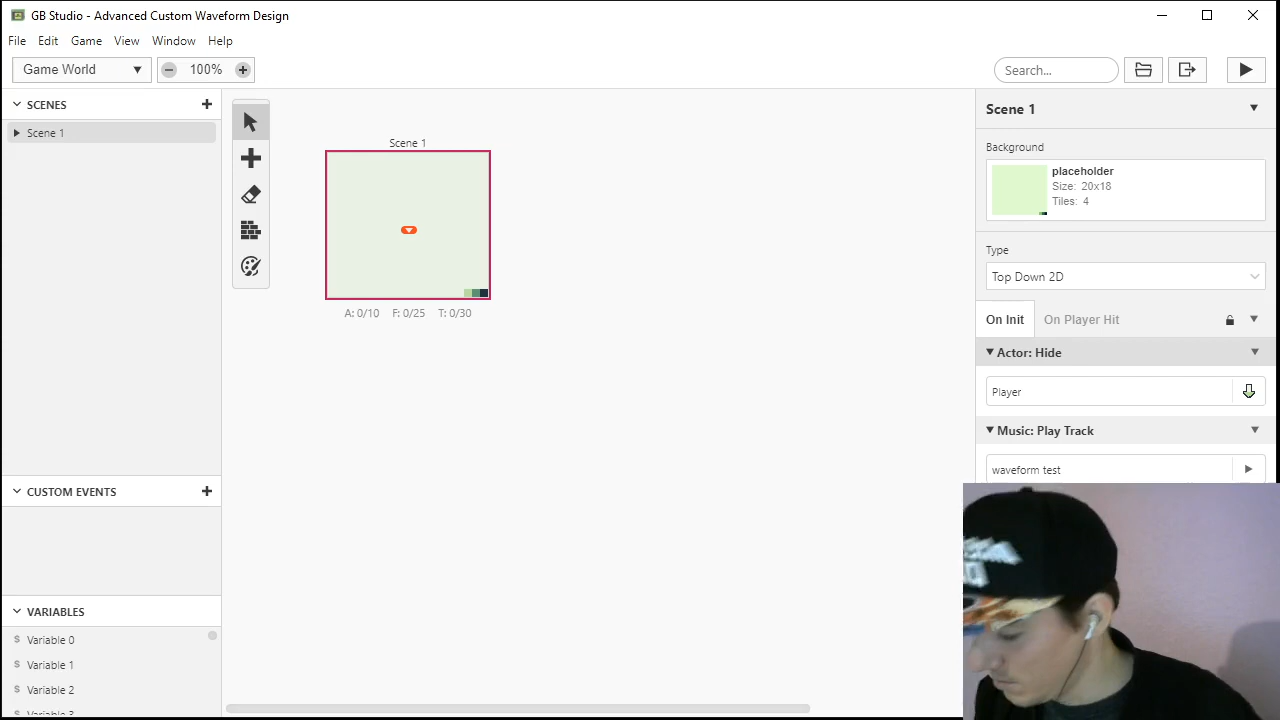 GB Studio - Advanced Custom Waveform Design
File Edit Game View Window Help
Game World
100%
Search...
SCENES
Scene 1
CUSTOM EVENTS
VARIABLES
$ Variable 0
$ Variable 1
$ Variable 2
$ Variable 3
Scene 1
A: 0/10 F: 0/25 T: 0/30
Scene 1
Background
placeholder
Size: 20x18
Tiles: 4
Type
Top Down 2D
On Init On Player Hit
Actor: Hide
Player
Music: Play Track
waveform test